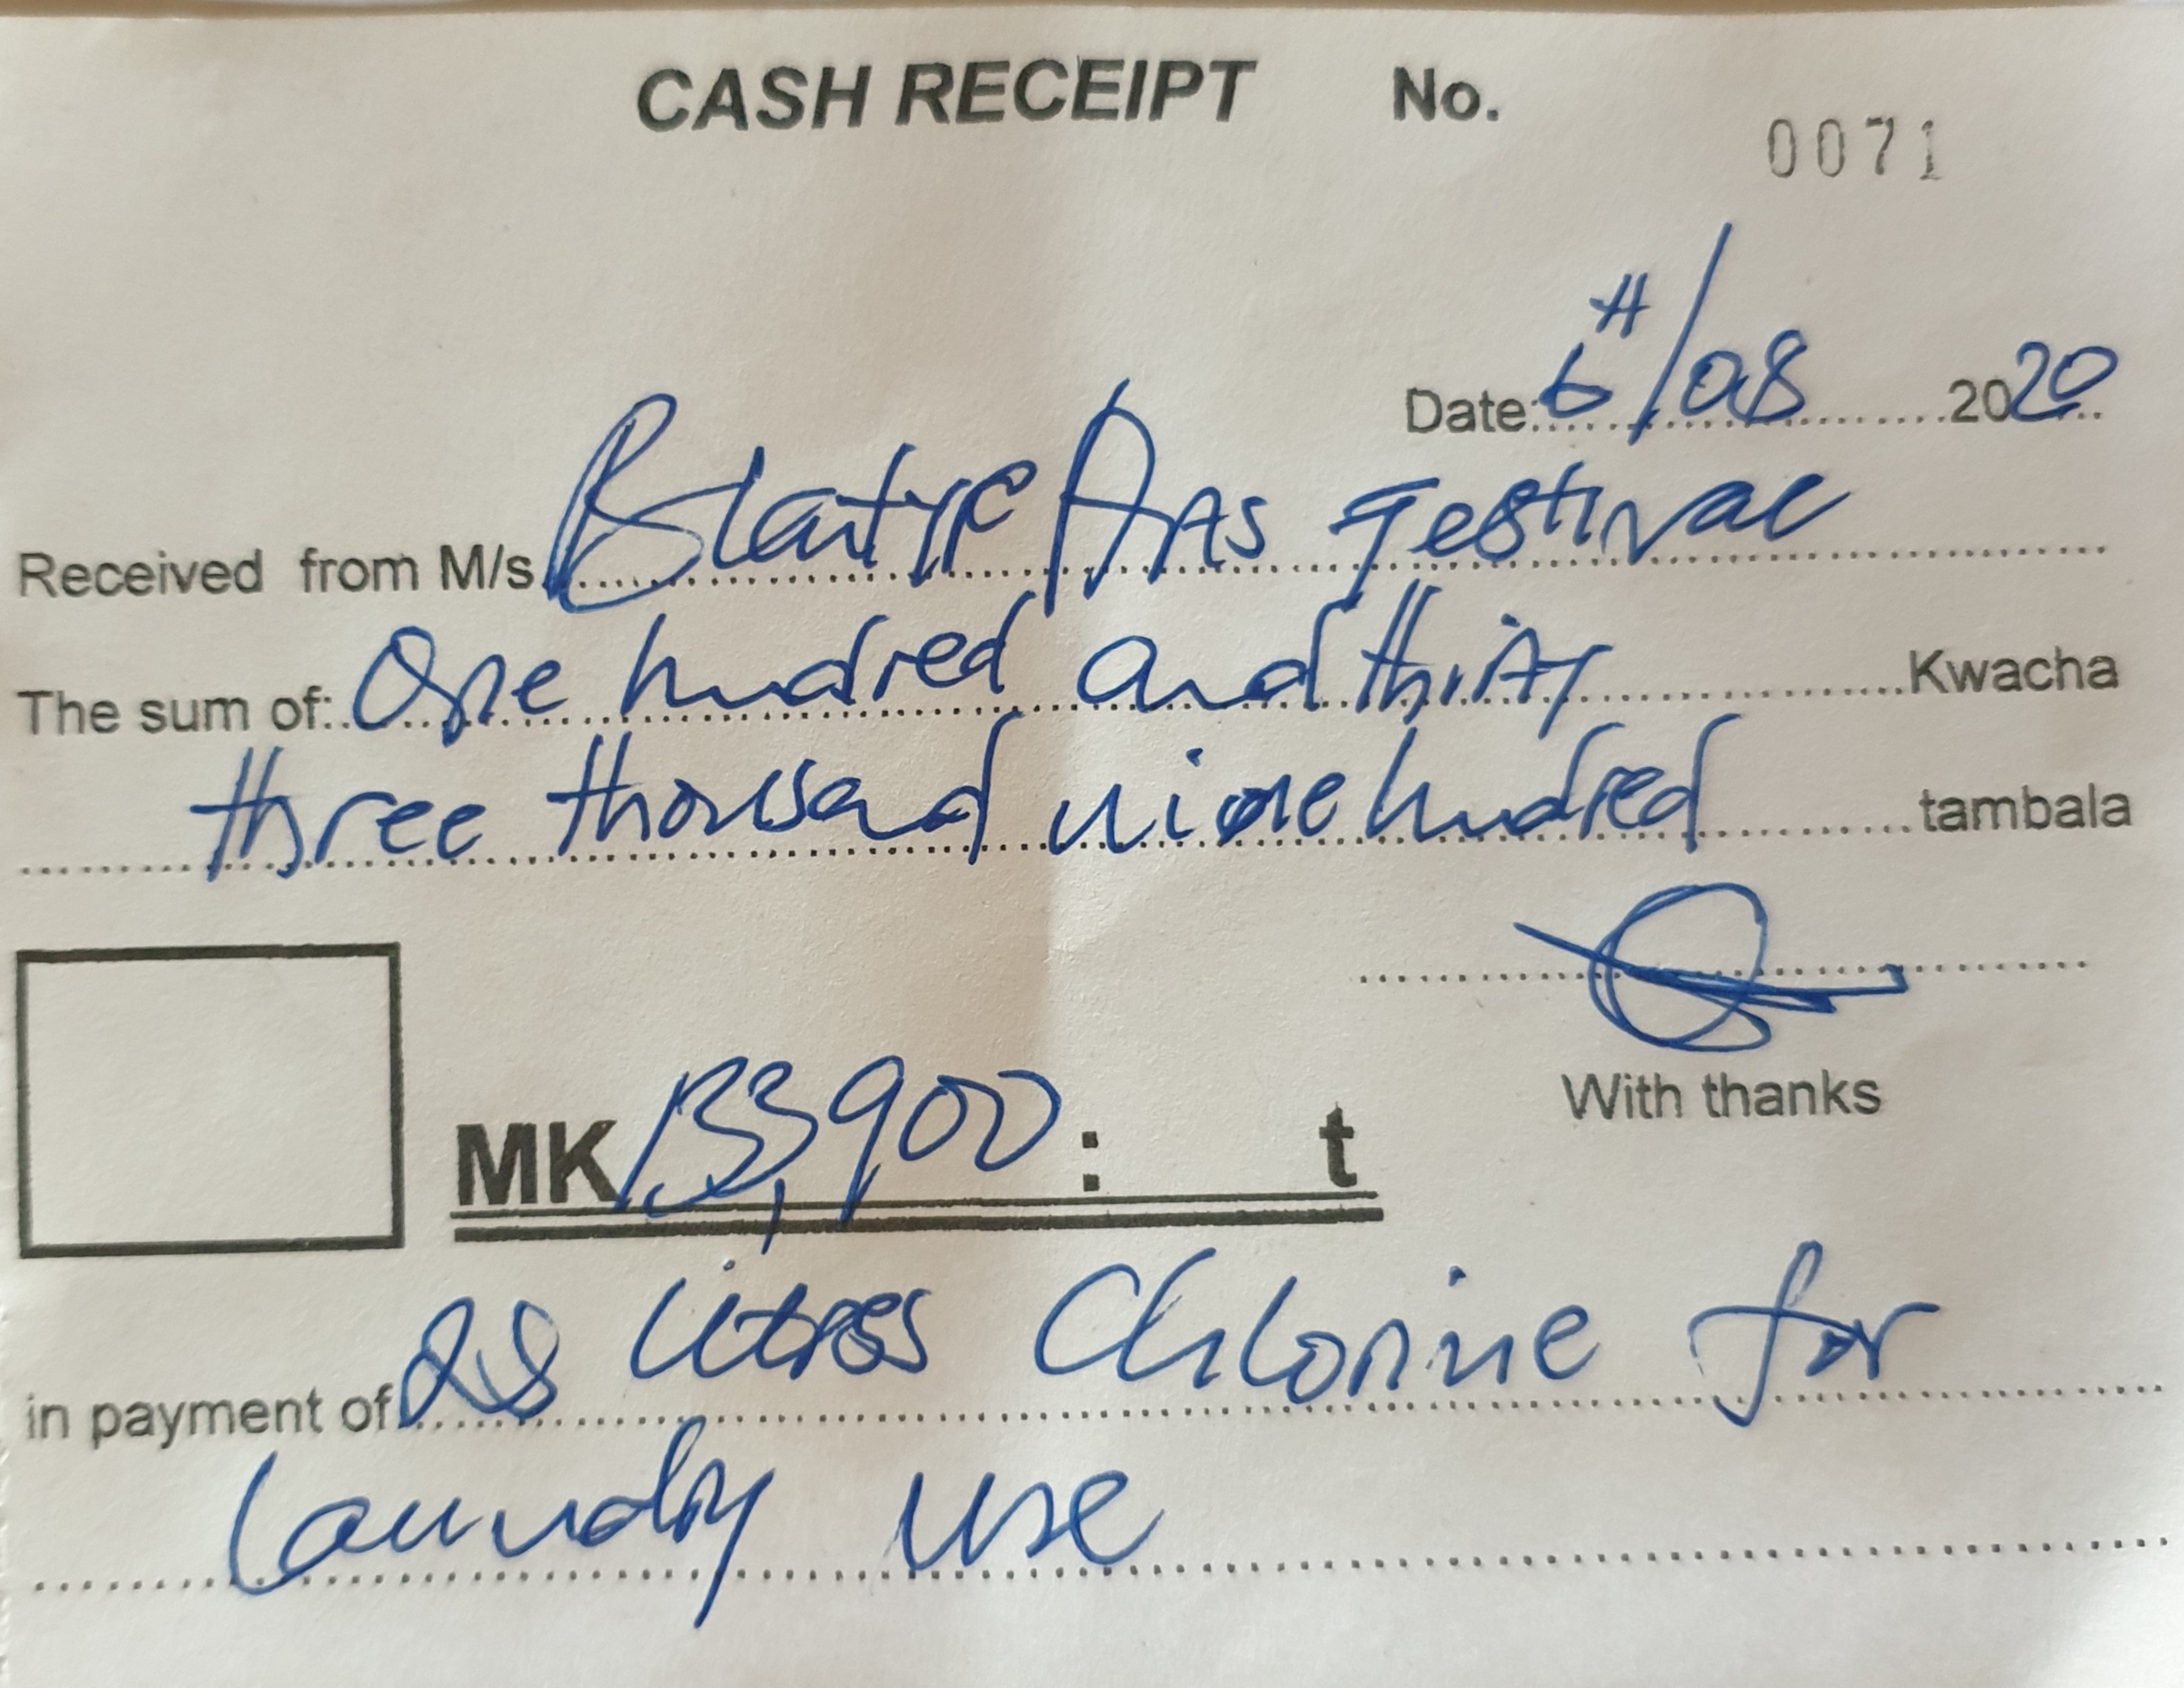 CASH RECEIPT No. 0071
Date: 6th/08 2020
Received from M/s Blantyre Arts Festival
The sum of: One hundred and thirty Kwacha
three thousand nine hundred tambala
With thanks
MK 133,900 : t
in payment of 28 litres Chlorine for
laundry use